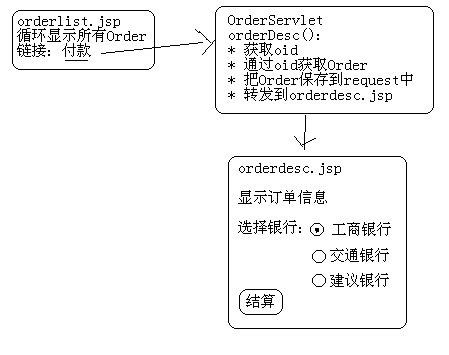 orderlist.jsp
循环显示所有Order
链接: 付款
OrderServlet
orderDesc():
* 获取oid
* 通过oid获取Order
* 把Order保存到request中
* 转发到orderdesc.jsp
orderdesc.jsp
显示订单信息
选择银行: 工商银行
交通银行
建议银行
结算